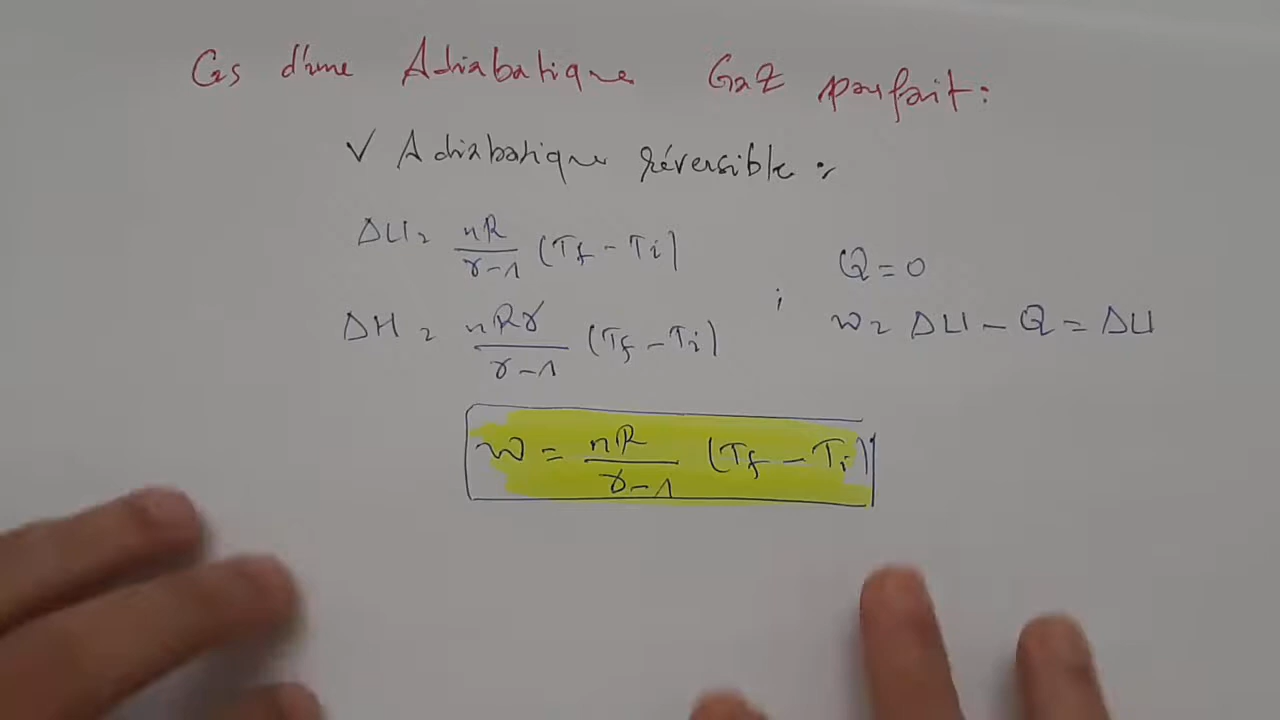 Cas d'une Adiabatique Gaz parfait :
√ Adiabatique réversible :
ΔU = nR/γ-1 (Tf - Ti)
Q = 0
ΔH = nRγ/γ-1 (Tf - Ti) ;
W = ΔU - Q = ΔU
W = nR/γ-1 (Tf - Ti)